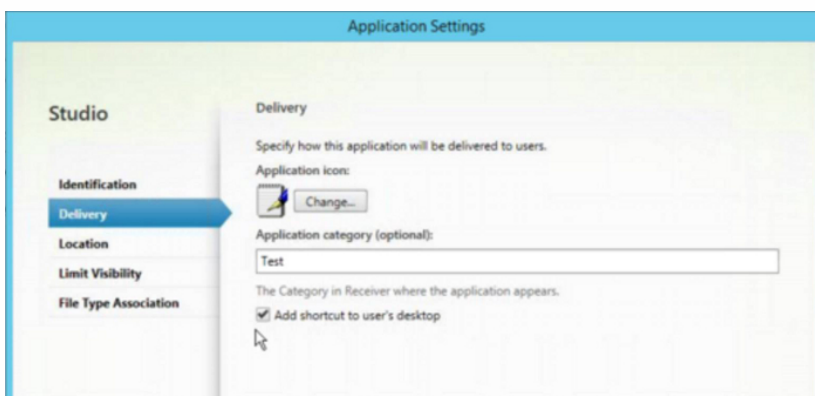 Application Settings
Studio
Identification
Delivery
Location
Limit Visibility
File Type Association
Delivery
Specify how this application will be delivered to users.
Application icon:
Change...
Application category (optional):
Test
The Category in Receiver where the application appears.
Add shortcut to user's desktop